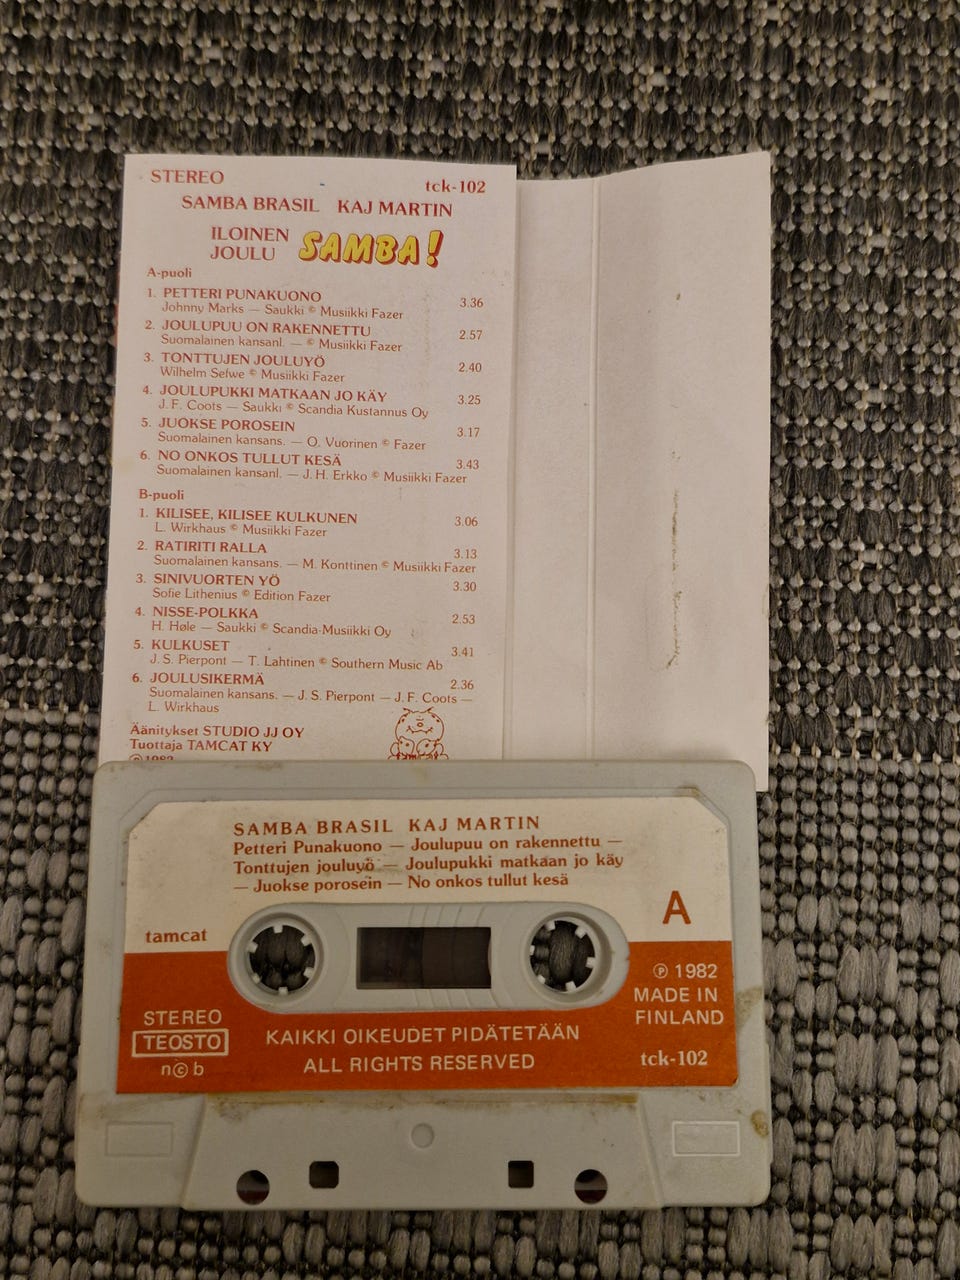 STEREO tck-102
SAMBA BRASIL KAJ MARTIN
ILOINEN
JOULU SAMBA!
A-puoli
1. PETTERI PUNAKUONO 3.36
Johnny Marks — Saukki © Musiikki Fazer
2. JOULUPUU ON RAKENNETTU 2.57
Suomalainen kansanl. — © Musiikki Fazer
3. TONTTUJEN JOULUYÖ 2.40
Wilhelm Sefwe © Musiikki Fazer
4. JOULUPUKKI MATKAAN JO KÄY 3.25
J.F. Coots — Saukki © Scandia Kustannus Oy
5. JUOKSE POROSEIN 3.17
Suomalainen kansans. — O. Vuorinen © Fazer
6. NO ONKOS TULLUT KESÄ 3.43
Suomalainen kansanl. — J.H. Erkko © Musiikki Fazer
B-puoli
1. KILISEE, KILISEE KULKUNEN 3.06
L. Wirkhaus © Musiikki Fazer
2. RATIRITI RALLA 3.13
Suomalainen kansans. — M. Konttinen © Musiikki Fazer
3. SINIVUORTEN YÖ 3.30
Sofie Lithenius © Edition Fazer
4. NISSE-POLKKA 2.53
H. Høle — Saukki © Scandia-Musiikki Oy
5. KULKUSET 3.41
J.S. Pierpont — T. Lahtinen © Southern Music Ab
6. JOULUSIKERMÄ 2.36
Suomalainen kansans. — J.S. Pierpont — J.F. Coots —
L. Wirkhaus
Äänitykset STUDIO JJ OY
Tuottaja TAMCAT KY
℗ 1982
SAMBA BRASIL KAJ MARTIN
Petteri Punakuono — Joulupuu on rakennettu —
Tonttujen jouluyö — Joulupukki matkaan jo käy
— Juokse porosein — No onkos tullut kesä
A
tamcat
℗ 1982
MADE IN
FINLAND
STEREO
TEOSTO
n©b
KAIKKI OIKEUDET PIDÄTETÄÄN
ALL RIGHTS RESERVED
tck-102